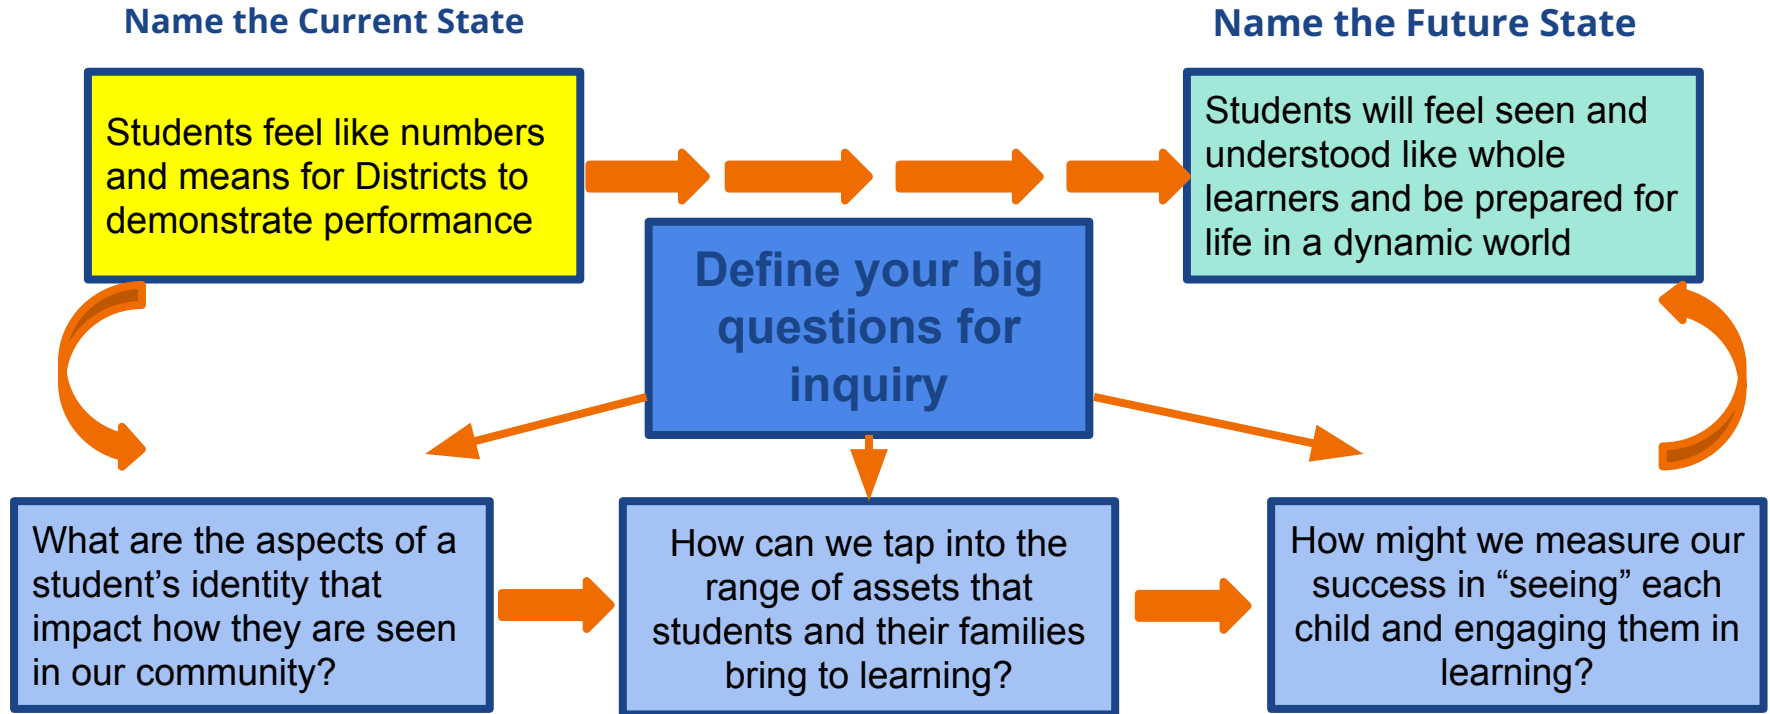 Name the Current State
Name the Future State
Students feel like numbers
and means for Districts to
demonstrate performance
Students will feel seen and
understood like whole
learners and be prepared for
life in a dynamic world
Define your big
questions for
inquiry
What are the aspects of a
student’s identity that
impact how they are seen
in our community?
How can we tap into the
range of assets that
students and their families
bring to learning?
How might we measure our
success in “seeing” each
child and engaging them in
learning?